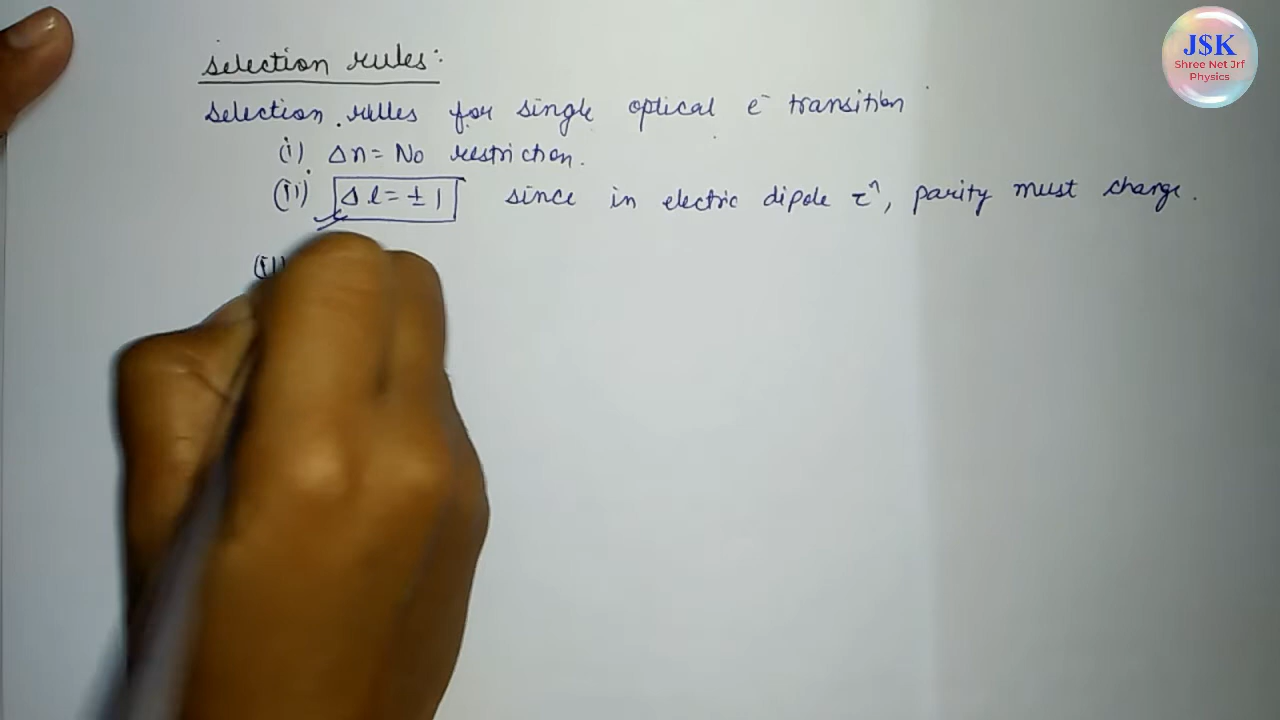 J$K
Shree Net Jrf
Physics
selection rules:
selection rules for single optical e⁻ transition
(i) Δn = No restriction.
(ii) Δl = ±1 since in electric dipole τⁿ, parity must change.